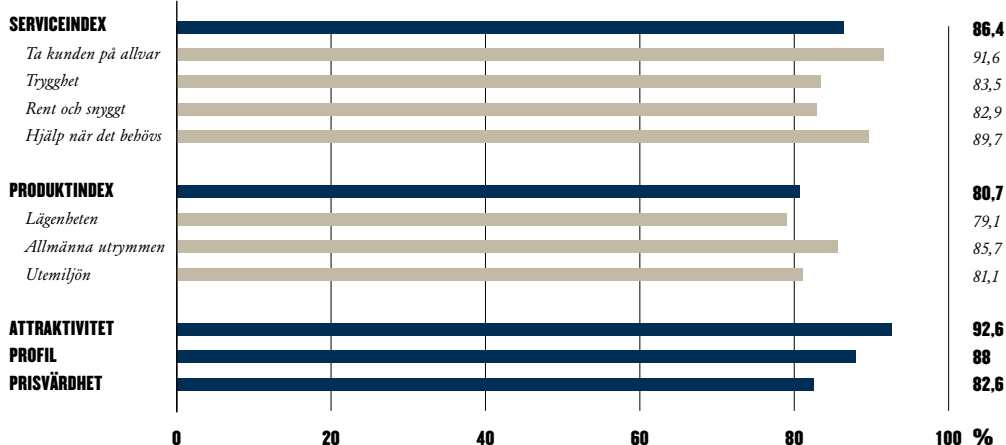 SERVICEINDEX 86,4
Ta kunden på allvar 91,6
Trygghet 83,5
Rent och snyggt 82,9
Hjälp när det behövs 89,7
PRODUKTINDEX 80,7
Lägenheten 79,1
Allmänna utrymmen 85,7
Utemiljön 81,1
ATTRAKTIVITET 92,6
PROFIL 88
PRISVÄRDHET 82,6
0 20 40 60 80 100 %